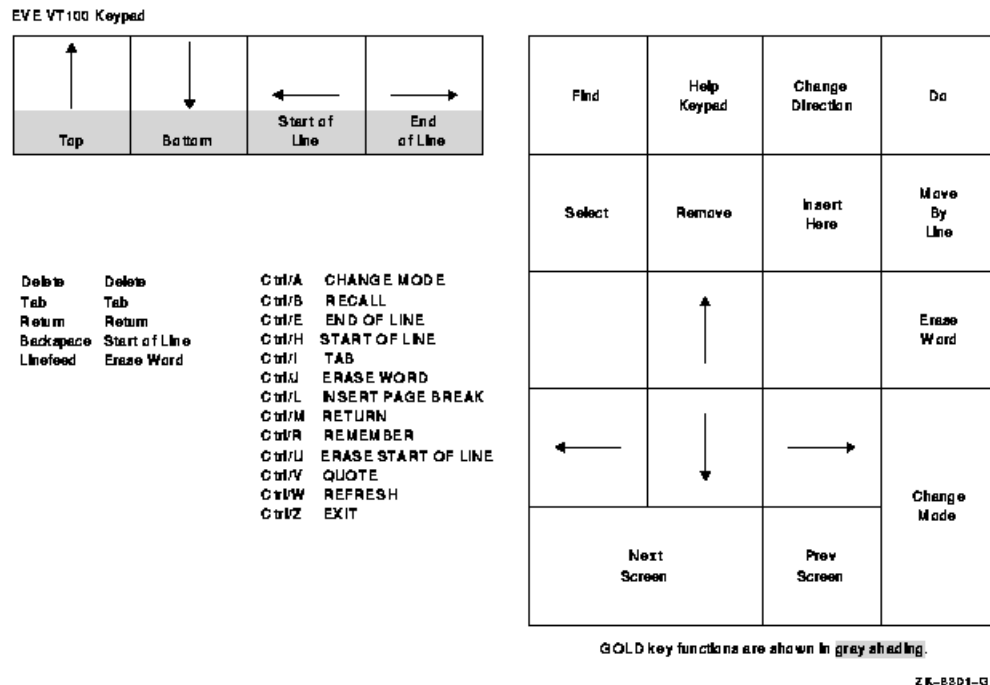 EVE VT100 Keypad
Top
Bottom
Start of
Line
End
of Line
Find
Help
Keypad
Change
Direction
Do
Select
Remove
Insert
Here
Move
By
Line
Erase
Word
Change
Mode
Next
Screen
Prev
Screen
Delete Delete
Tab Tab
Return Return
Backspace Start of Line
Linefeed Erase Word
Ctrl/A CHANGE MODE
Ctrl/B RECALL
Ctrl/E END OF LINE
Ctrl/H START OF LINE
Ctrl/I TAB
Ctrl/J ERASE WORD
Ctrl/L INSERT PAGE BREAK
Ctrl/M RETURN
Ctrl/R REMEMBER
Ctrl/U ERASE START OF LINE
Ctrl/V QUOTE
Ctrl/W REFRESH
Ctrl/Z EXIT
GOLD key functions are shown in gray shading.
ZK-6301-G